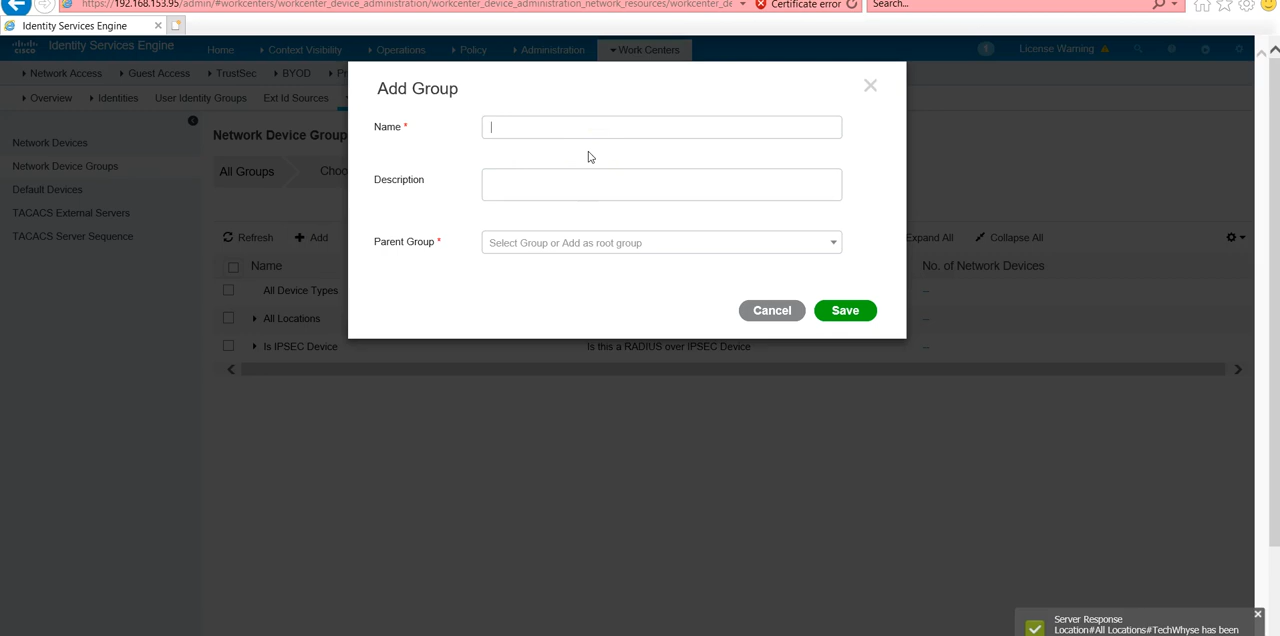 https://192.168.153.95/admin/#workcenters/workcenter_device_administration/workcenter_device_administration_network_resources/workcenter_de Certificate error Search...
Identity Services Engine
cisco Identity Services Engine Home Context Visibility Operations Policy Administration Work Centers 1 License Warning
Network Access Guest Access TrustSec BYOD
Overview Identities User Identity Groups Ext Id Sources
Add Group
Name *
Description
Parent Group * Select Group or Add as root group
Cancel Save
Network Devices
Network Device Groups
Default Devices
TACACS External Servers
TACACS Server Sequence
Network Device Group
All Groups Choo
Refresh Add Expand All Collapse All
Name No. of Network Devices
All Device Types --
All Locations --
Is IPSEC Device Is this a RADIUS over IPSEC Device --
Server Response
Location#All Locations#TechWhyse has been